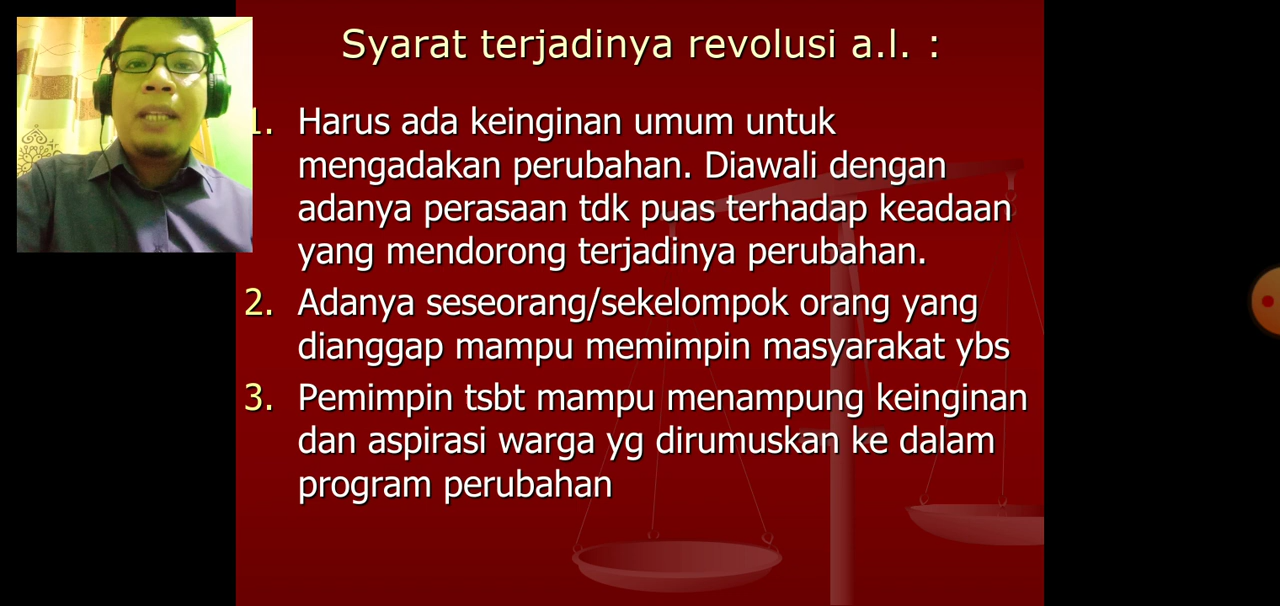 Syarat terjadinya revolusi a.l. :
1. Harus ada keinginan umum untuk
mengadakan perubahan. Diawali dengan
adanya perasaan tdk puas terhadap keadaan
yang mendorong terjadinya perubahan.
2. Adanya seseorang/sekelompok orang yang
dianggap mampu memimpin masyarakat ybs
3. Pemimpin tsbt mampu menampung keinginan
dan aspirasi warga yg dirumuskan ke dalam
program perubahan